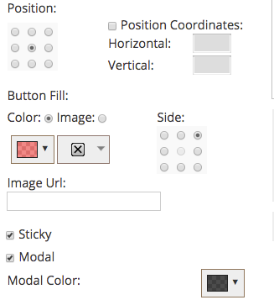 Position:
Position Coordinates:
Horizontal:
Vertical:
Button Fill:
Color: Image: Side:
Image Url:
Sticky
Modal
Modal Color: